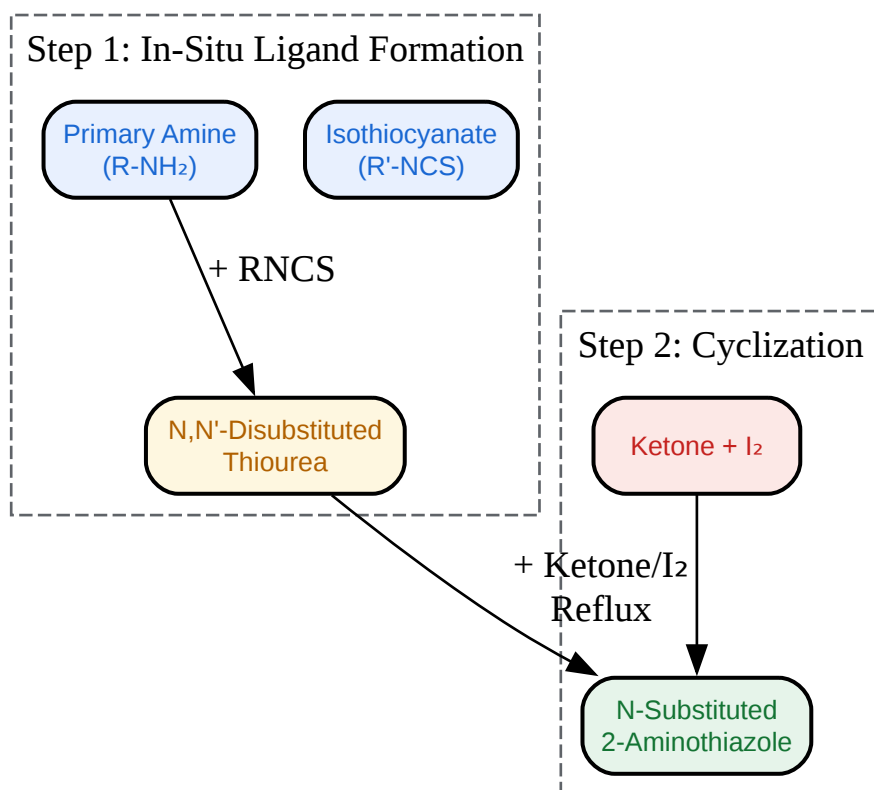 Step 1: In-Situ Ligand Formation
Primary Amine
(R-NH₂)
Isothiocyanate
(R'-NCS)
+ RNCS
Step 2: Cyclization
N,N'-Disubstituted
Thiourea
Ketone + I₂
+ Ketone/I₂
Reflux
N-Substituted
2-Aminothiazole